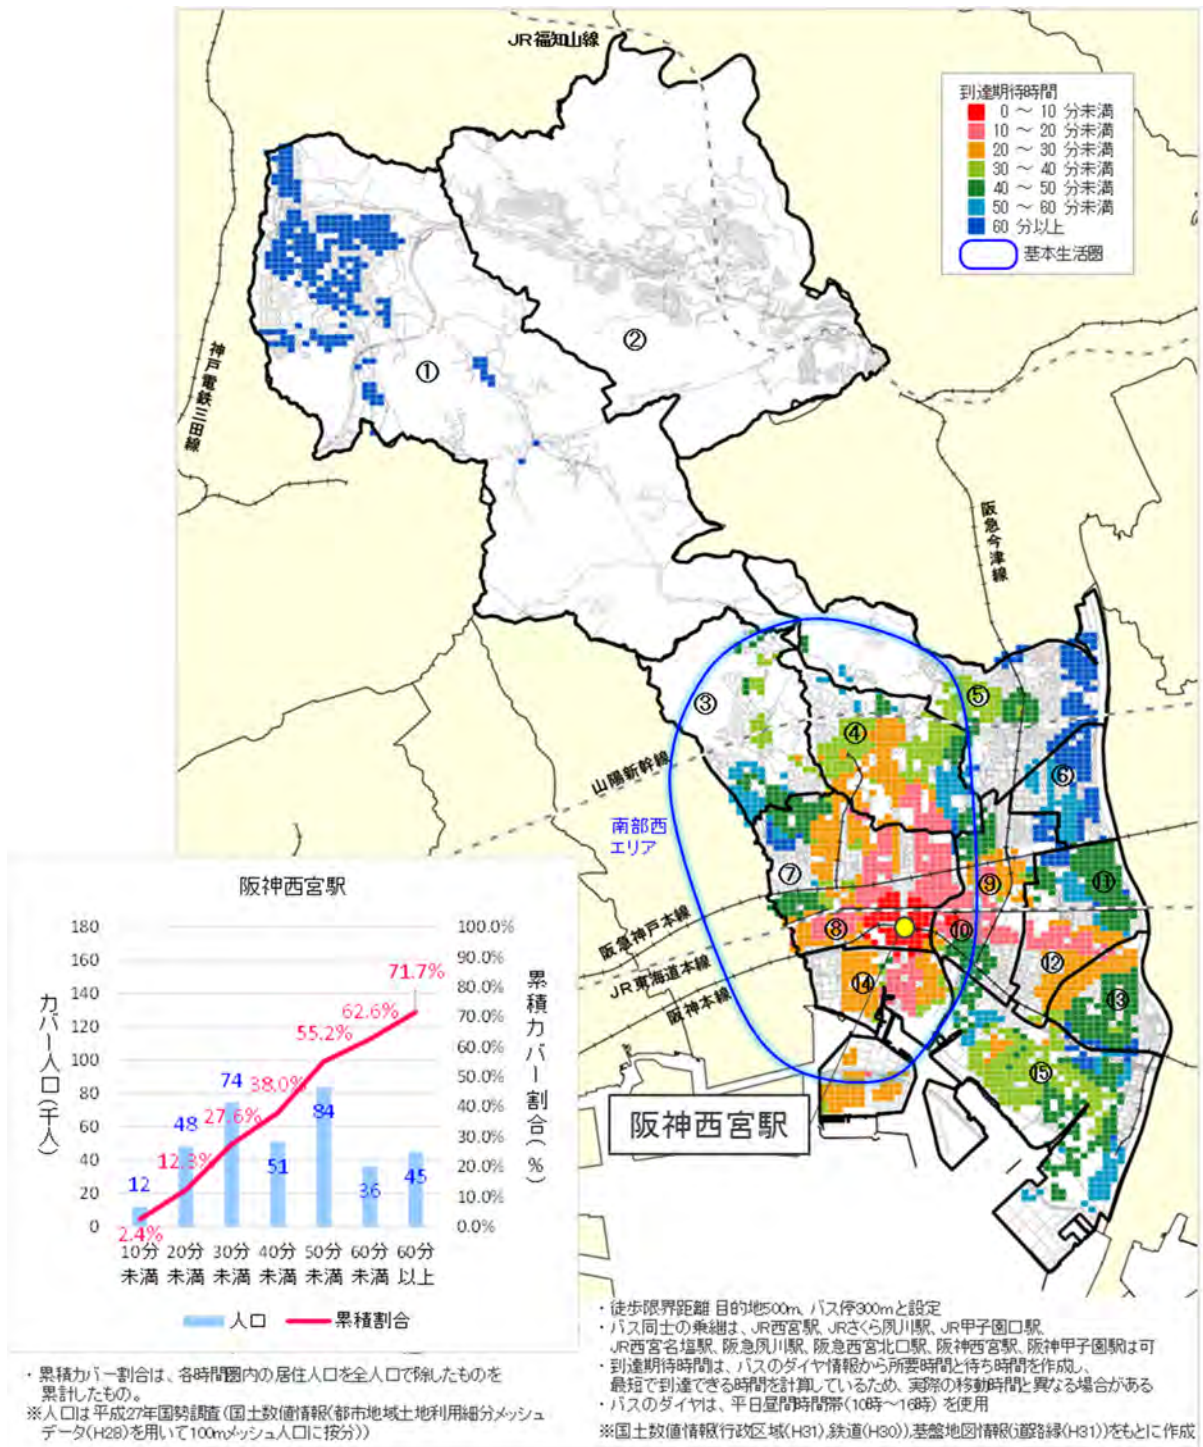 JR福知山線
到達期待時間
0 ～ 10 分未満
10 ～ 20 分未満
20 ～ 30 分未満
30 ～ 40 分未満
40 ～ 50 分未満
50 ～ 60 分未満
60 分以上
基本生活圏
神戸電鉄三田線
①
②
阪急今津線
③
④
⑤
⑥
山陽新幹線
南部西
エリア
⑦
⑧
⑨
⑩
⑪
⑫
⑬
⑭
⑮
阪急神戸本線
JR東海道本線
阪神本線
阪神西宮駅
阪神西宮駅
カバー人口(千人)
累積カバー割合(%)
180
160
140
120
100
80
60
40
20
0
100.0%
90.0%
80.0%
70.0%
60.0%
50.0%
40.0%
30.0%
20.0%
10.0%
0.0%
12
48
74
51
84
36
45
2.4%
12.3%
27.6%
38.0%
55.2%
62.6%
71.7%
10分 20分 30分 40分 50分 60分 60分
未満 未満 未満 未満 未満 未満 以上
人口 累積割合
・累積カバー割合は、各時間圏内の居住人口を全人口で除したものを
累計したもの。
※人口は平成27年国勢調査(国土数値情報(都市地域土地利用細分メッシュ
データ(H28)を用いて100mメッシュ人口に按分))
・徒歩限界距離 目的地500m、バス停300mと設定
・バス同士の乗継は、JR西宮駅、JRさくら夙川駅、JR甲子園口駅、
JR西宮名塩駅、阪急夙川駅、阪急西宮北口駅、阪神西宮駅、阪神甲子園駅は可
・到達期待時間は、バスのダイヤ情報から所要時間と待ち時間を作成し、
最短で到達できる時間を計算しているため、実際の移動時間と異なる場合がある
・バスのダイヤは、平日昼間時間帯(10時～16時)を使用
※国土数値情報(行政区域(H31)、鉄道(H30))、基盤地図情報(道路縁(H31))をもとに作成